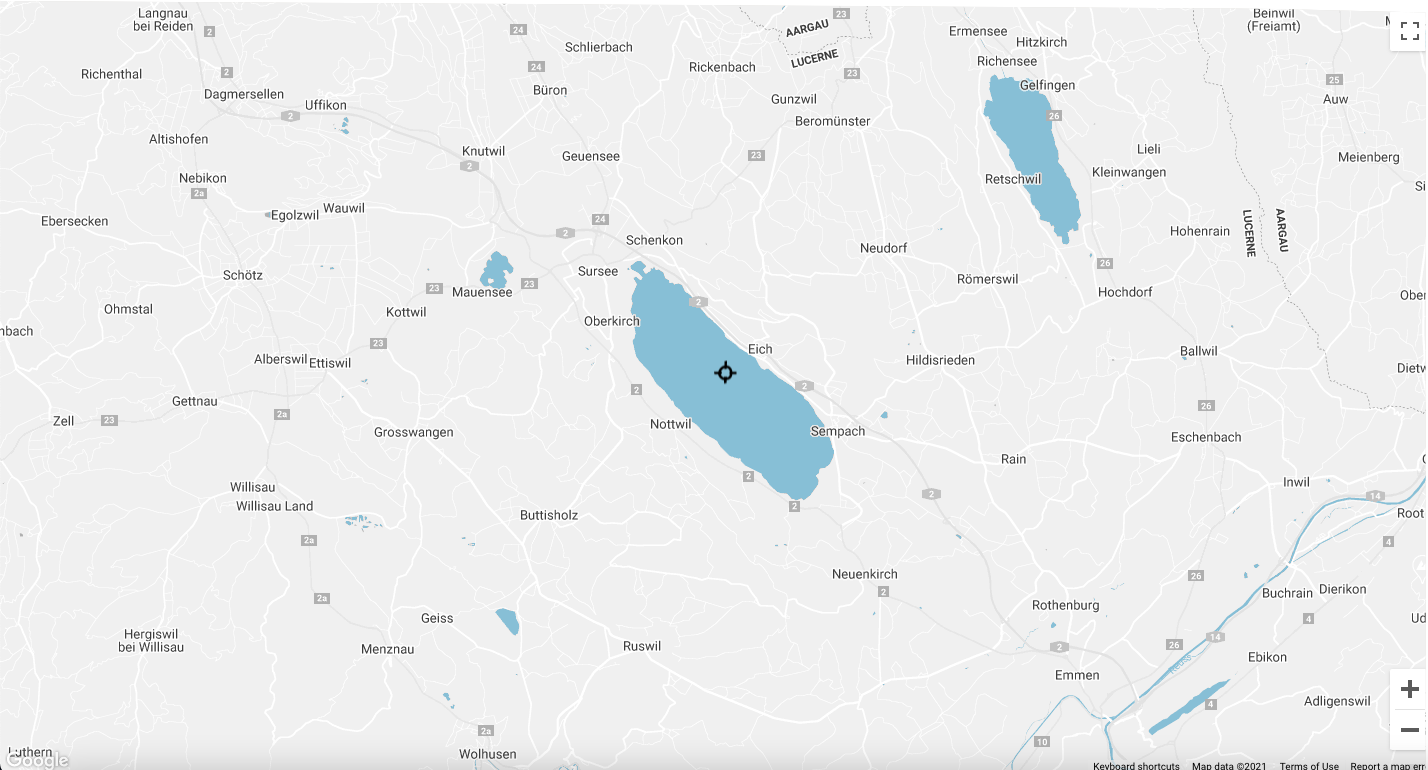 Langnau
bei Reiden
2
24
23
AARGAU
LUCERNE
Ermensee
Hitzkirch
Beinwil
(Freiamt)
Schlierbach
Richenthal
2
24
Rickenbach
23
Richensee
25
Dagmersellen
Uffikon
Büron
Gunzwil
Gelfingen
Auw
2
Beromünster
26
Altishofen
Knutwil
Geuensee
23
Lieli
Meienberg
2
Nebikon
Retschwil
Kleinwangen
2a
Ebersecken
Egolzwil
Wauwil
24
2
Schenkon
Neudorf
Hohenrain
LUCERNE
AARGAU
Schötz
Sursee
26
Römerswil
Mauensee
23
23
Hochdorf
Ohmstal
Kottwil
2
Oberkirch
23
Eich
Ballwil
Alberswil
Ettiswil
Hildisrieden
2
2
Gettnau
26
Zell
23
2a
Nottwil
Sempach
Grosswangen
Eschenbach
Rain
2
Inwil
Willisau
2
14
Willisau Land
2
Buttisholz
Root
2a
4
Neuenkirch
26
2
Buchrain
Dierikon
2a
Rothenburg
Geiss
4
Hergiswil
bei Willisau
Menznau
Ruswil
2
26
14
Reuss
Ebikon
Emmen
4
Adligenswil
2a
10
Luthern
Wolhusen
Google
Keyboard shortcuts
Map data ©2021
Terms of Use
Report a map